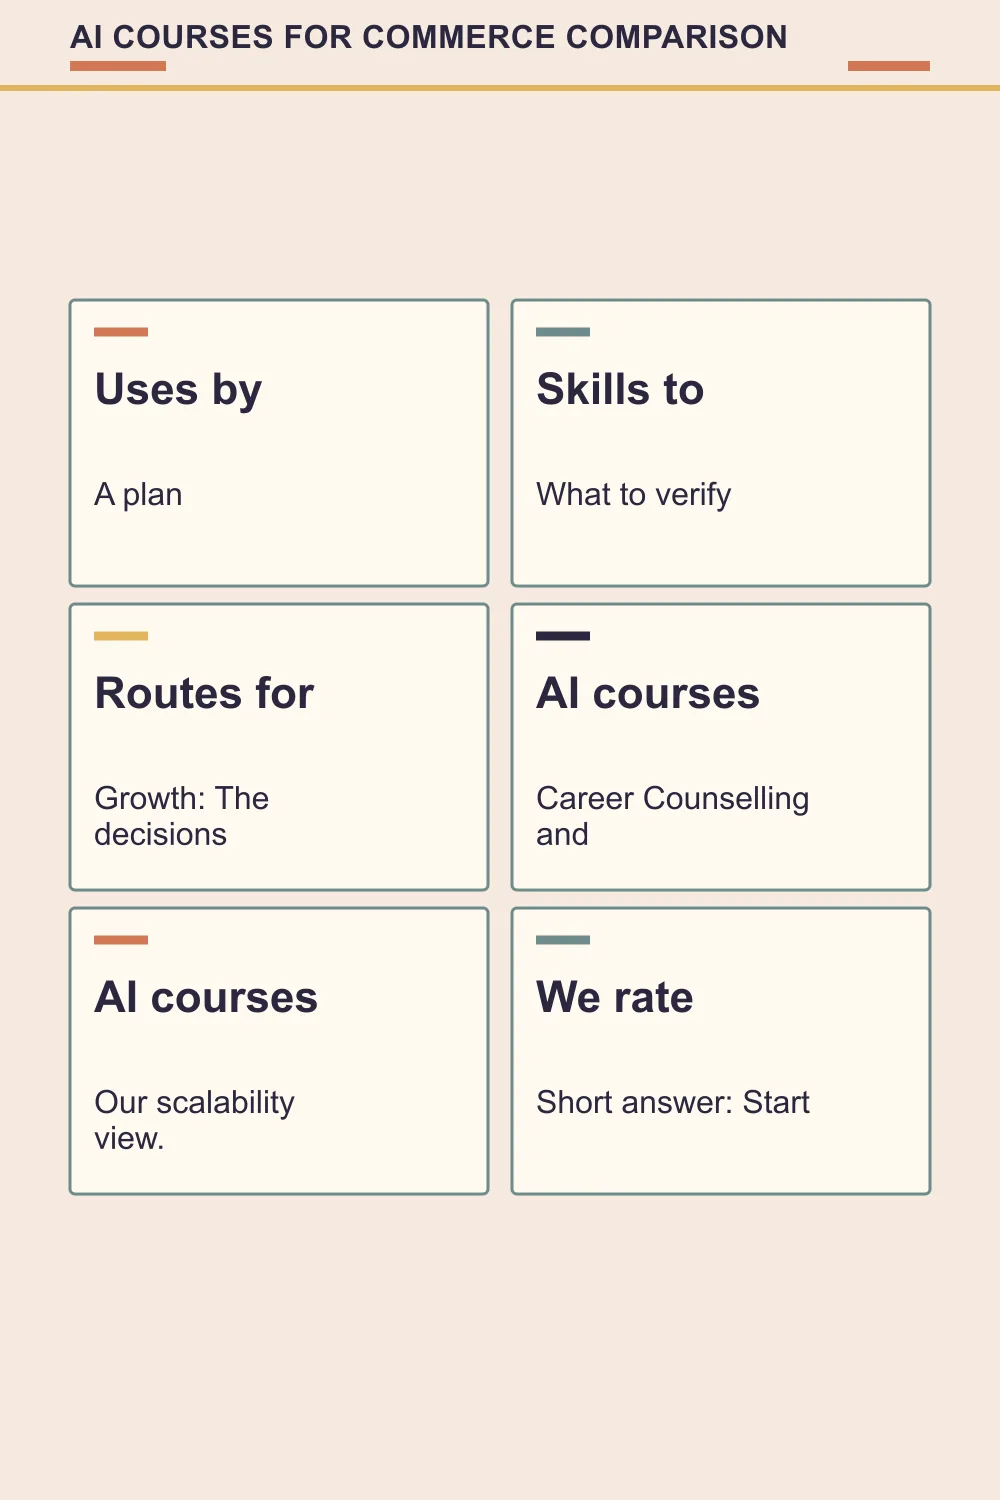 AI COURSES FOR COMMERCE COMPARISON
Uses by
A plan
Skills to
What to verify
Routes for
Growth: The
decisions
AI courses
Career Counselling
and
AI courses
Our scalability
view.
We rate
Short answer: Start